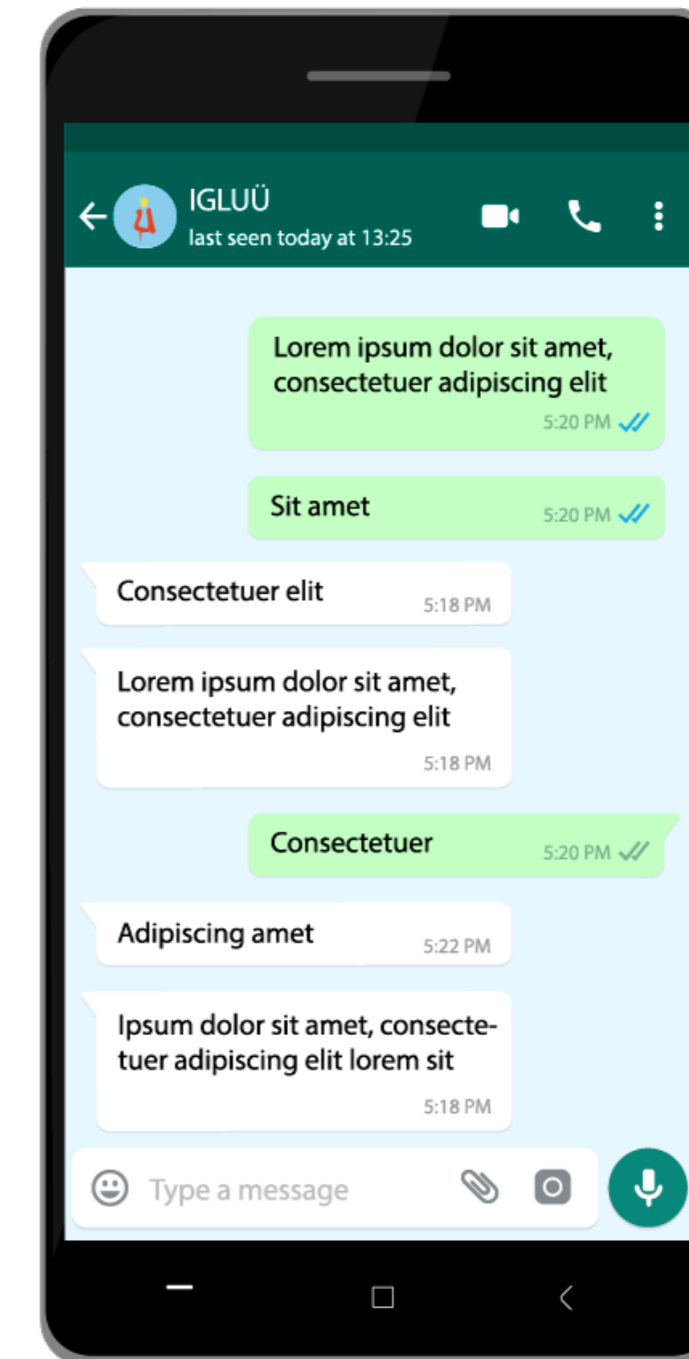 IGLUÜ
last seen today at 13:25
Lorem ipsum dolor sit amet,
consectetuer adipiscing elit
5:20 PM
Sit amet
5:20 PM
Consectetuer elit
5:18 PM
Lorem ipsum dolor sit amet,
consectetuer adipiscing elit
5:18 PM
Consectetuer
5:20 PM
Adipiscing amet
5:22 PM
Ipsum dolor sit amet, consecte-
tuer adipiscing elit lorem sit
5:18 PM
Type a message